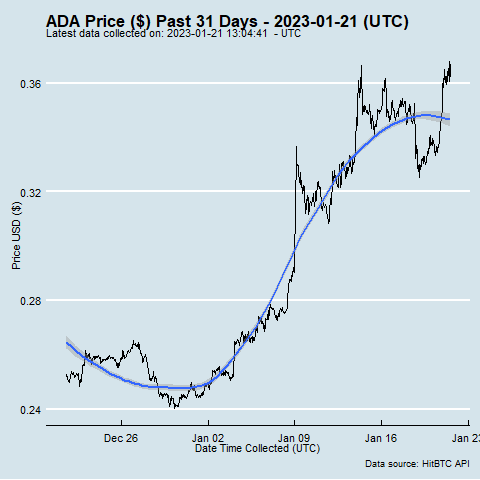 ADA Price ($) Past 31 Days - 2023-01-21 (UTC)
Latest data collected on: 2023-01-21 13:04:41 - UTC
0.36
0.32
0.28
0.24
Price USD ($)
Dec 26
Jan 02
Jan 09
Jan 16
Jan 23
Date Time Collected (UTC)
Data source: HitBTC API